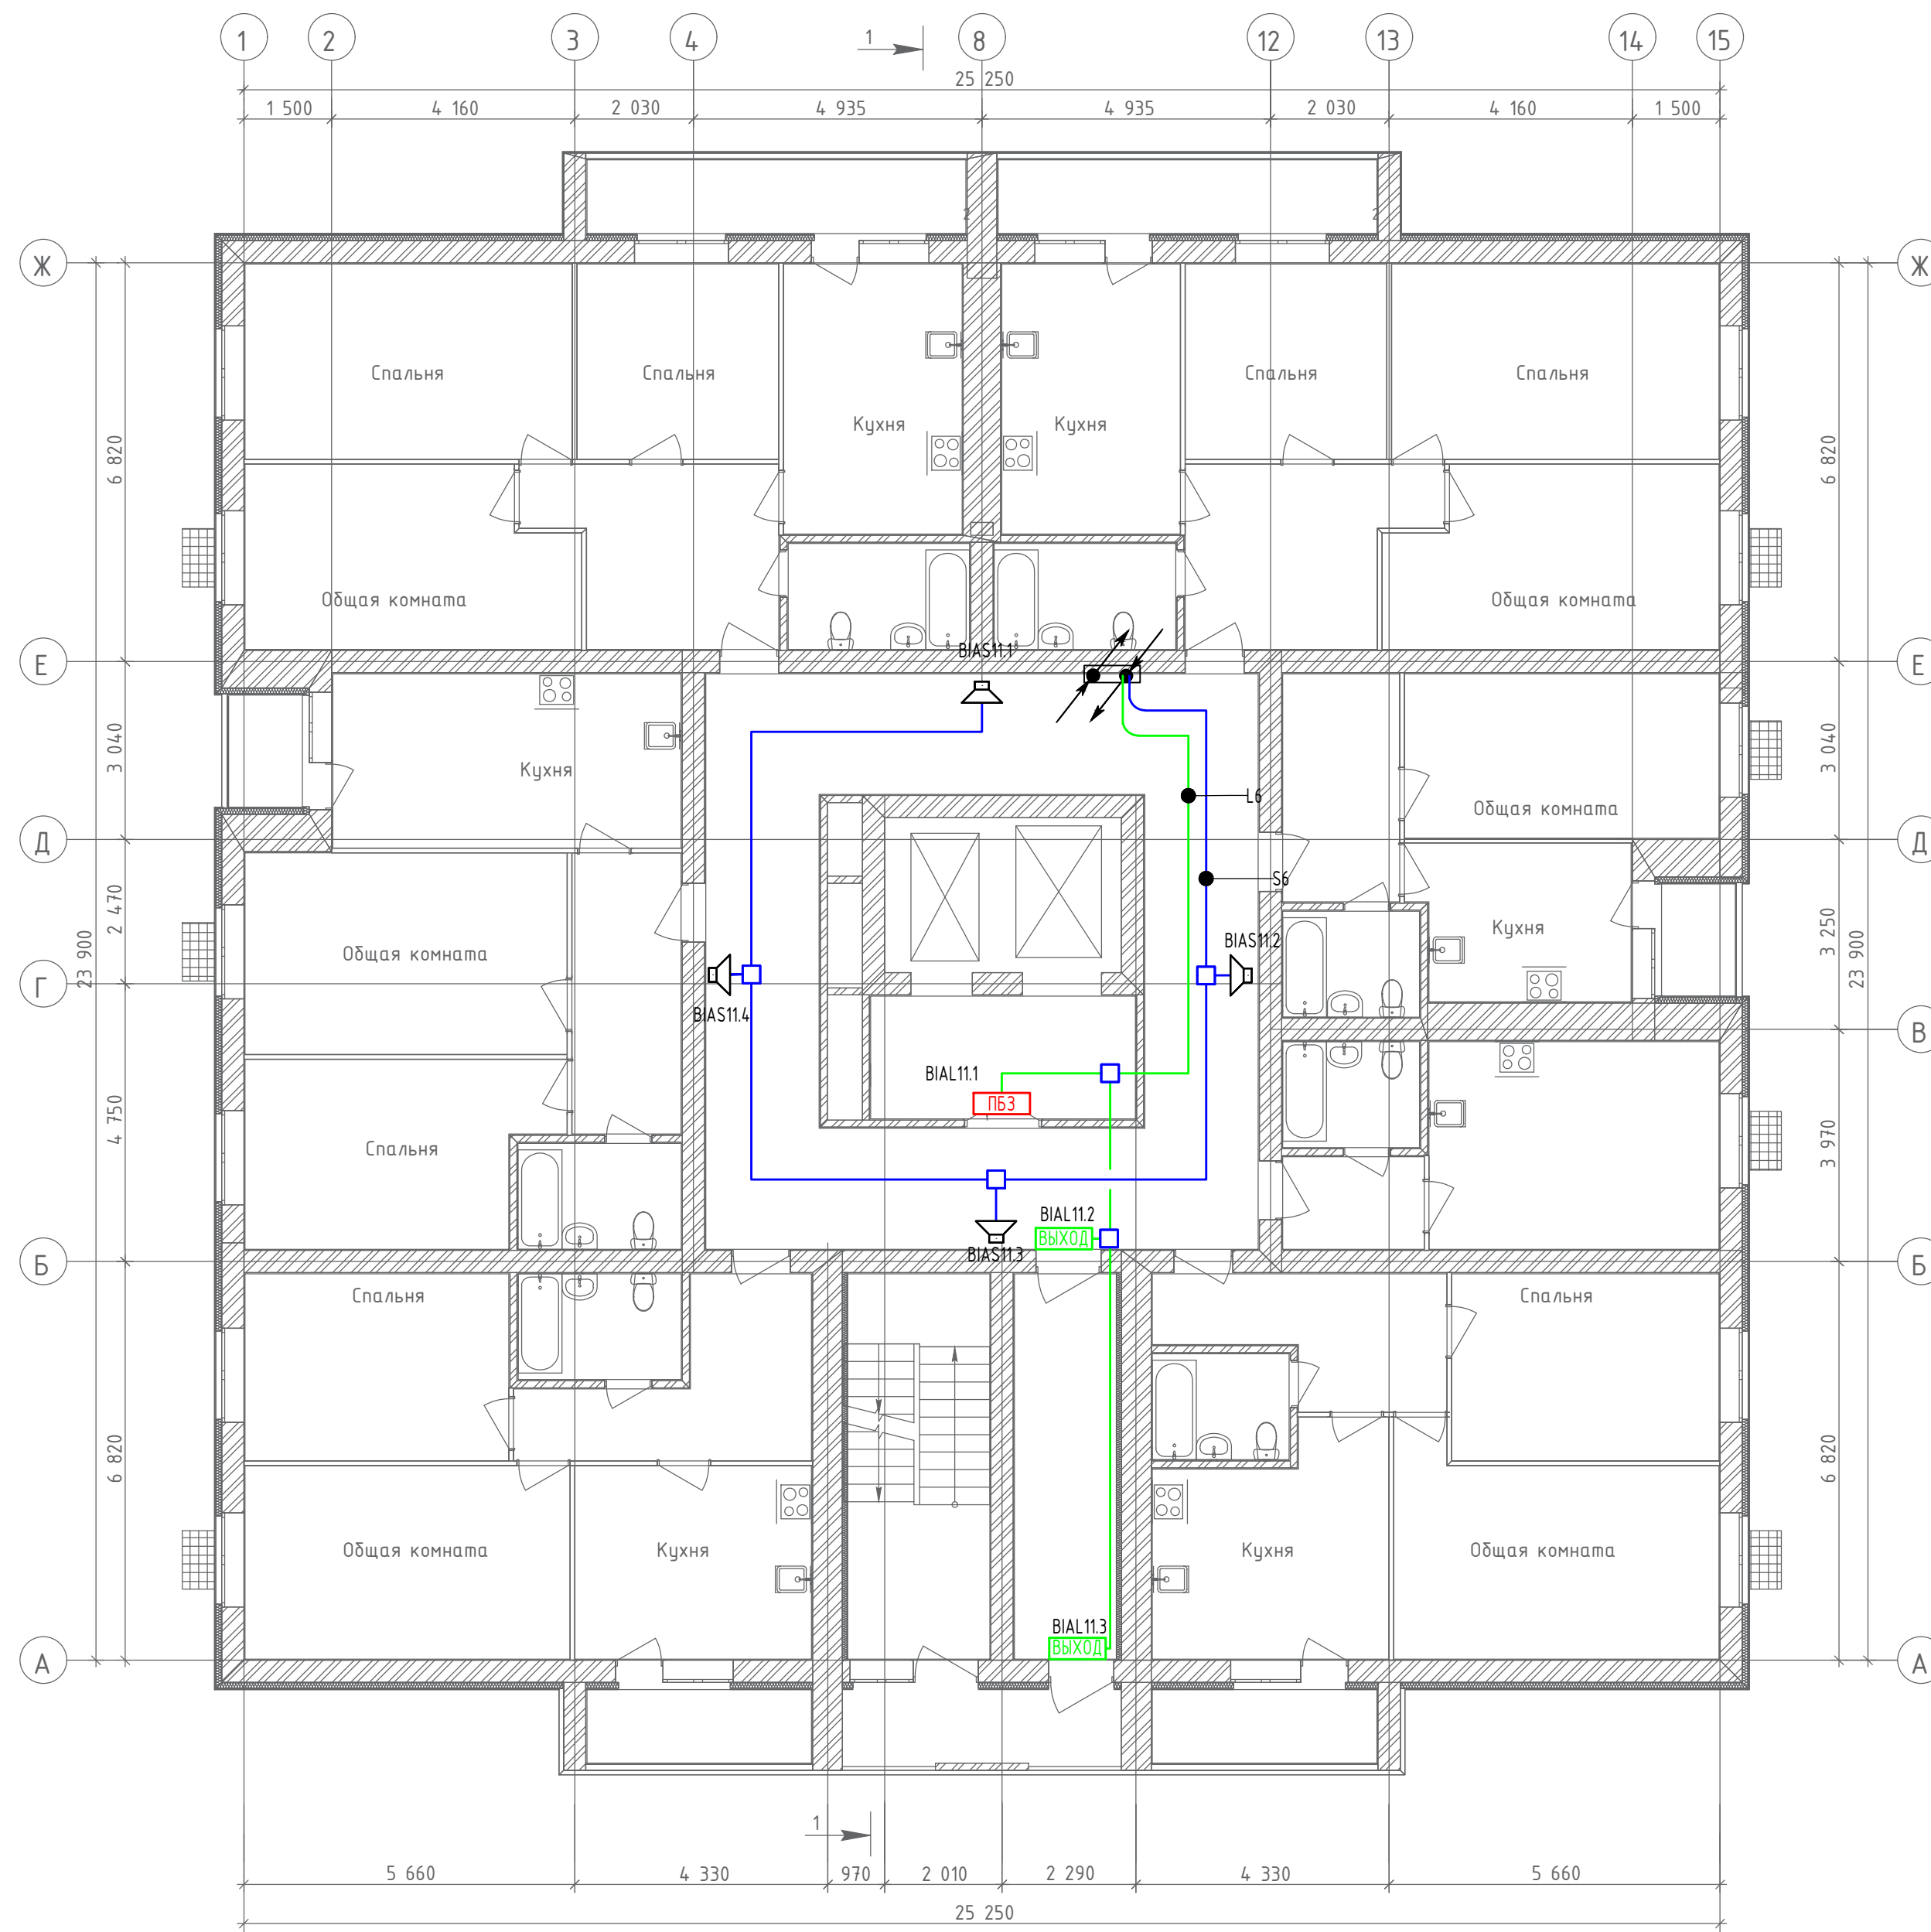 1 2 3 4 1 8 12 13 14 15
25 250
1 500 4 160 2 030 4 935 4 935 2 030 4 160 1 500
2 2
Ж Ж
Спальня Спальня Спальня Спальня
Кухня Кухня
6 820 6 820
Общая комната Общая комната
BIAS11.1
Е Е
3 040 3 040
Кухня
L6
Общая комната
Д Д
S6
2 470
Кухня
BIAS11.2
Общая комната
23 900 3 250 23 900
Г
BIAS11.4
В
BIAL11.1
ПБЗ
4 750 3 970
Спальня
BIAL11.2
ВЫХОД
BIAS11.3
Б Б
Спальня Спальня
6 820 6 820
Общая комната Кухня Кухня Общая комната
BIAL11.3
ВЫХОД
А А
1
5 660 4 330 970 2 010 2 290 4 330 5 660
25 250